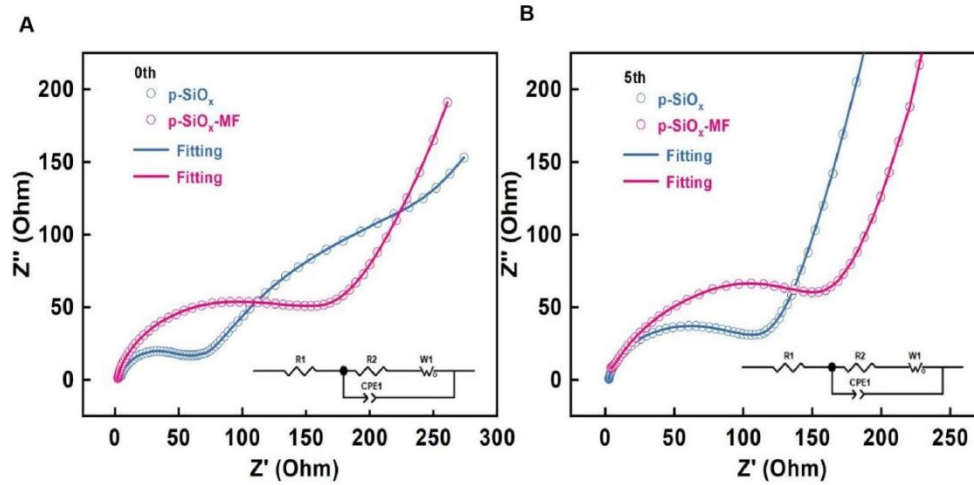 A
0th
p-SiOₓ
p-SiOₓ-MF
Fitting
Fitting
200
150
100
50
0
Z'' (Ohm)
R1
R2
W1
CPE1
0
50
100
150
200
250
300
Z' (Ohm)
B
5th
p-SiOₓ
p-SiOₓ-MF
Fitting
Fitting
200
150
100
50
0
Z'' (Ohm)
R1
R2
W1
CPE1
0
50
100
150
200
250
Z' (Ohm)